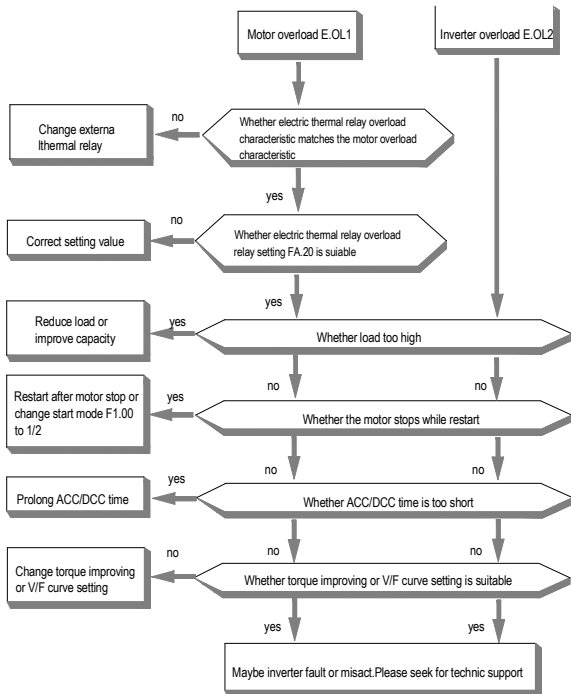 Motor overload E.OL1
Inverter overload E.OL2
no
Change externa
lthermal relay
Whether electric thermal relay overload
characteristic matches the motor overload
characteristic
yes
no
Correct setting value
Whether electric thermal relay overload
relay setting FA.20 is suiable
yes
Reduce load or
improve capacity
yes
Whether load too high
no
no
Restart after motor stop or
change start mode F1.00
to 1/2
yes
Whether the motor stops while restart
no
no
Prolong ACC/DCC time
yes
Whether ACC/DCC time is too short
no
no
Change torque improving
or V/F curve setting
no
Whether torque improving or V/F curve setting is suitable
yes
yes
Maybe inverter fault or misact.Please seek for technic support